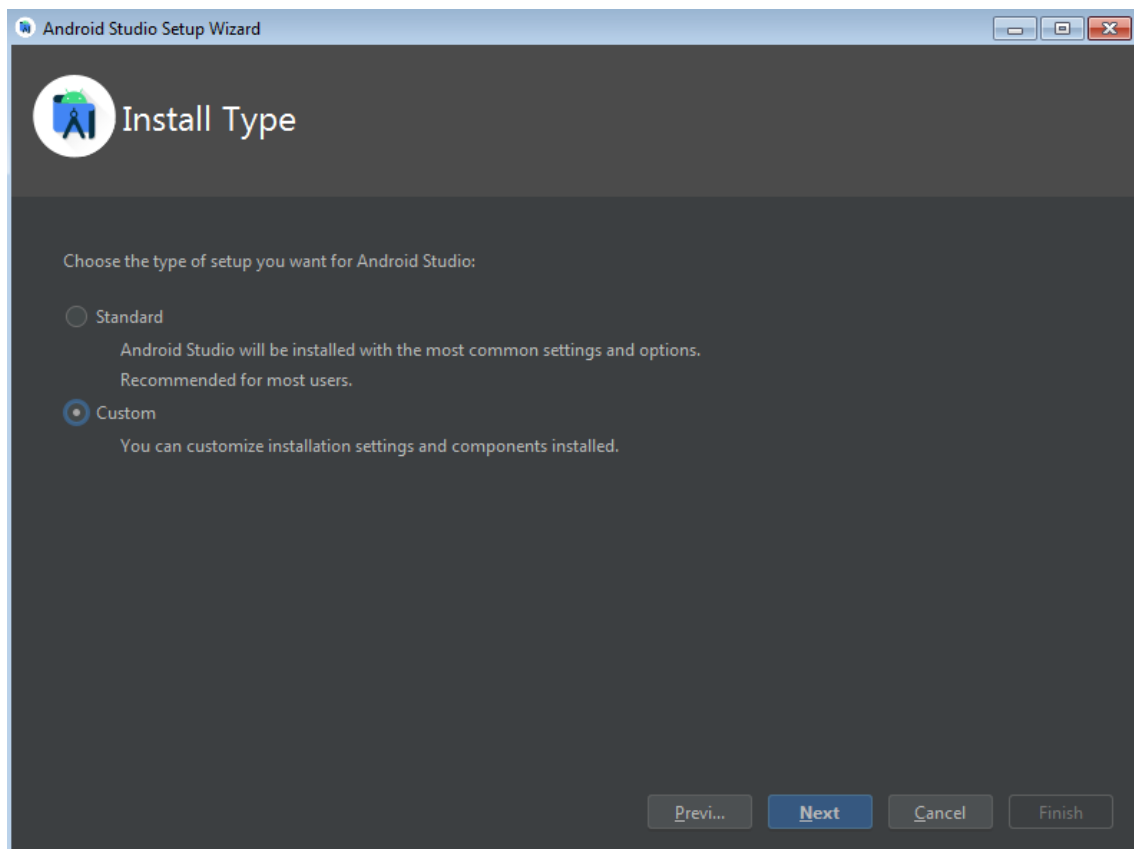 Android Studio Setup Wizard
Install Type
Choose the type of setup you want for Android Studio:
Standard
Android Studio will be installed with the most common settings and options.
Recommended for most users.
Custom
You can customize installation settings and components installed.
Previ... Next Cancel Finish